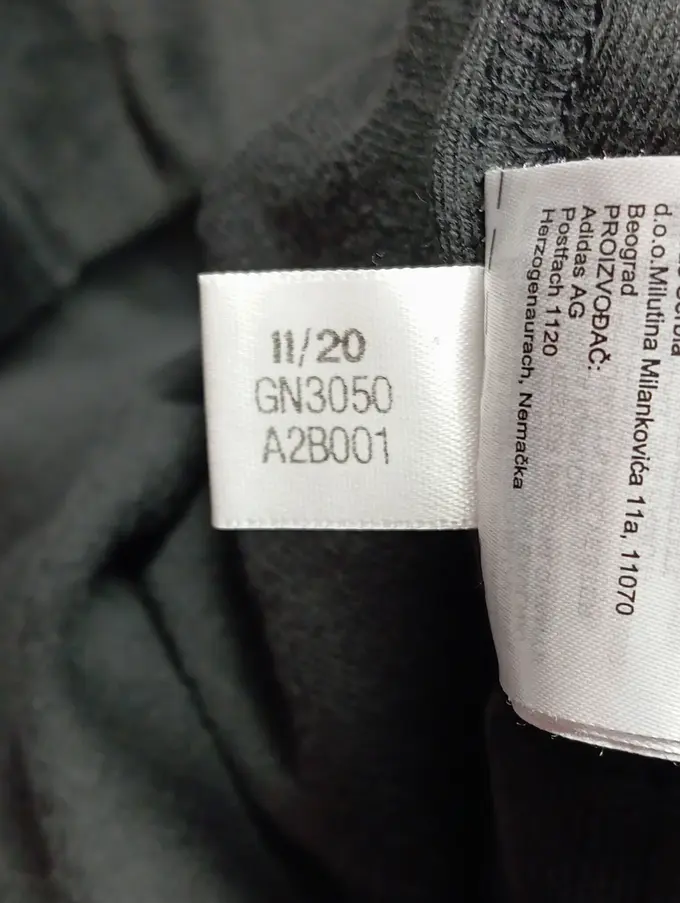 11/20
GN3050
A2B001
d.o.o.Milutina Milankovića 11a, 11070
Beograd
PROIZVOĐAČ:
Adidas AG
Postfach 1120
Herzogenaurach, Nemačka